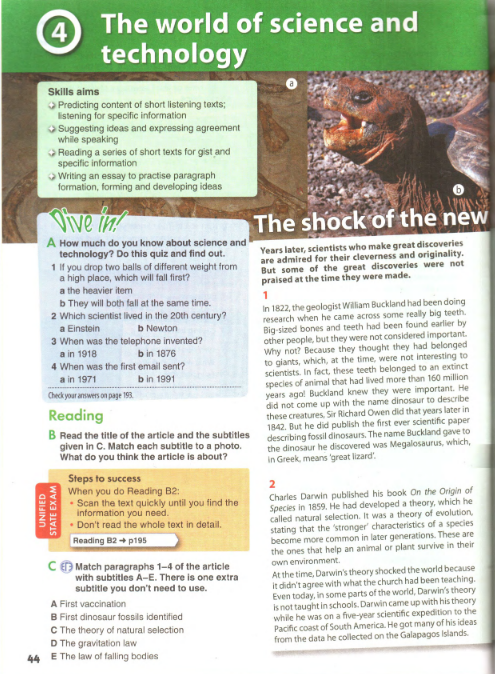 4
The world of science and
technology
Skills aims
Predicting content of short listening texts;
listening for specific information
Suggesting ideas and expressing agreement
while speaking
Reading a series of short texts for gist and
specific information
Writing an essay to practise paragraph
formation, forming and developing ideas
a
b
Dive in!
A How much do you know about science and
technology? Do this quiz and find out.
1 If you drop two balls of different weight from
a high place, which will fall first?
a the heavier item
b They will both fall at the same time.
2 Which scientist lived in the 20th century?
a Einstein b Newton
3 When was the telephone invented?
a in 1918 b in 1876
4 When was the first email sent?
a in 1971 b in 1991
Check your answers on page 193.
Reading
B Read the title of the article and the subtitles
given in C. Match each subtitle to a photo.
What do you think the article is about?
UNIFIED
STATE EXAM
Steps to success
When you do Reading B2:
• Scan the text quickly until you find the
information you need.
• Don't read the whole text in detail.
Reading B2 → p195
C Match paragraphs 1–4 of the article
with subtitles A–E. There is one extra
subtitle you don't need to use.
A First vaccination
B First dinosaur fossils identified
C The theory of natural selection
D The gravitation law
E The law of falling bodies
44
The shock of the new
Years later, scientists who make great discoveries
are admired for their cleverness and originality.
But some of the great discoveries were not
praised at the time they were made.
1
In 1822, the geologist William Buckland had been doing
research when he came across some really big teeth.
Big-sized bones and teeth had been found earlier by
other people, but they were not considered important.
Why not? Because they thought they had belonged
to giants, which, at the time, were not interesting to
scientists. In fact, these teeth belonged to an extinct
species of animal that had lived more than 160 million
years ago! Buckland knew they were important. He
did not come up with the name dinosaur to describe
these creatures, Sir Richard Owen did that years later in
1842. But he did publish the first ever scientific paper
describing fossil dinosaurs. The name Buckland gave to
the dinosaur he discovered was Megalosaurus, which,
in Greek, means 'great lizard'.
2
Charles Darwin published his book On the Origin of
Species in 1859. He had developed a theory, which he
called natural selection. It was a theory of evolution,
stating that the 'stronger' characteristics of a species
become more common in later generations. These are
the ones that help an animal or plant survive in their
own environment.
At the time, Darwin's theory shocked the world because
it didn't agree with what the church had been teaching.
Even today, in some parts of the world, Darwin's theory
is not taught in schools. Darwin came up with his theory
while he was on a five-year scientific expedition to the
Pacific coast of South America. He got many of his ideas
from the data he collected on the Galapagos Islands.